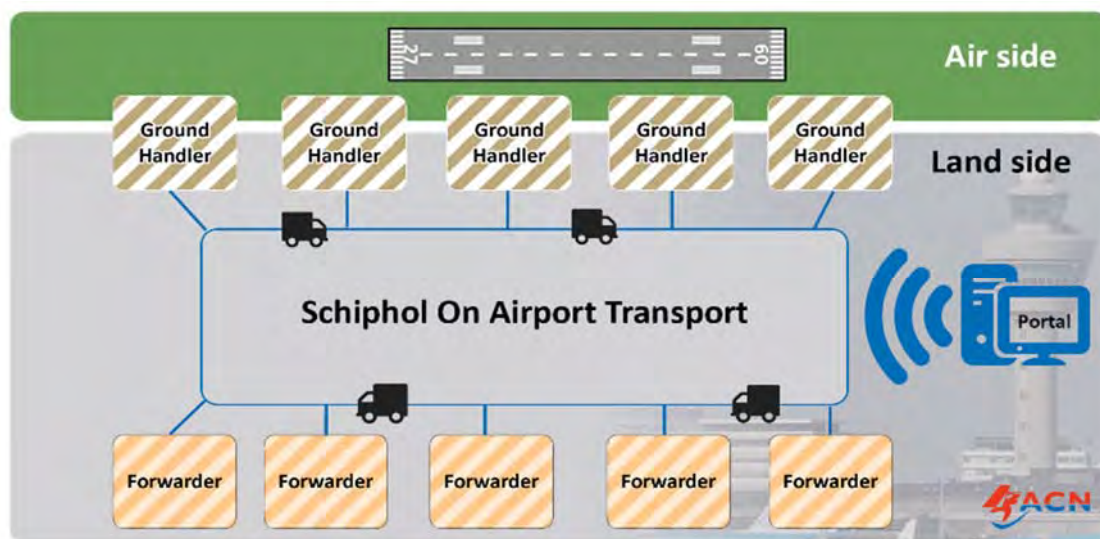 Air side
27
60
Ground
Handler
Ground
Handler
Ground
Handler
Ground
Handler
Ground
Handler
Land side
Schiphol On Airport Transport
Portal
Forwarder
Forwarder
Forwarder
Forwarder
Forwarder
ACN